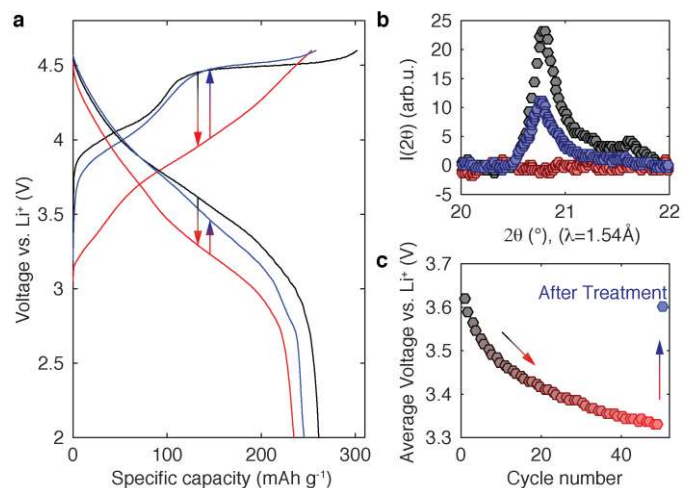 a
Voltage vs. Li⁺ (V)
4.5
4
3.5
3
2.5
2
0
100
200
300
Specific capacity (mAh g⁻¹)
b
I(2θ) (arb.u.)
20
15
10
5
0
20
21
22
2θ (°), (λ=1.54Å)
c
Average Voltage vs. Li⁺ (V)
3.7
3.6
3.5
3.4
3.3
After Treatment
0
20
40
Cycle number